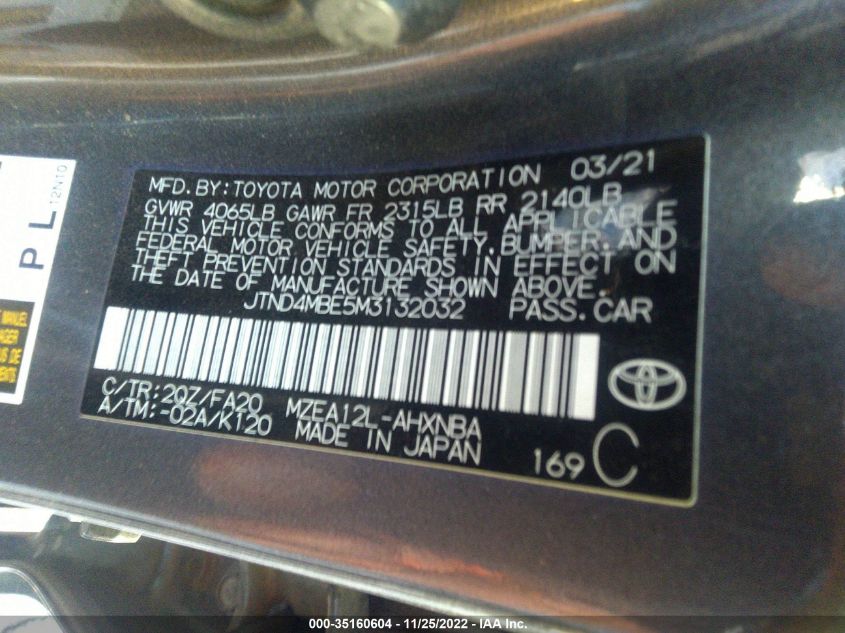 MFD. BY: TOYOTA MOTOR CORPORATION 03/21
GVWR 4065LB GAWR FR 2315LB RR 2140LB
THIS VEHICLE CONFORMS TO ALL APPLICABLE
FEDERAL MOTOR VEHICLE SAFETY, BUMPER, AND
THEFT PREVENTION STANDARDS IN EFFECT ON
THE DATE OF MANUFACTURE SHOWN ABOVE.
JTND4MBE5M3132032 PASS. CAR
C/TR: 2QZ/FA20 MZEA12L-AHXNBA
A/TM: -02A/K120 MADE IN JAPAN
169 C
P L
12N10
MANUEL
000-35160604 — 11/25/2022 — IAA Inc.